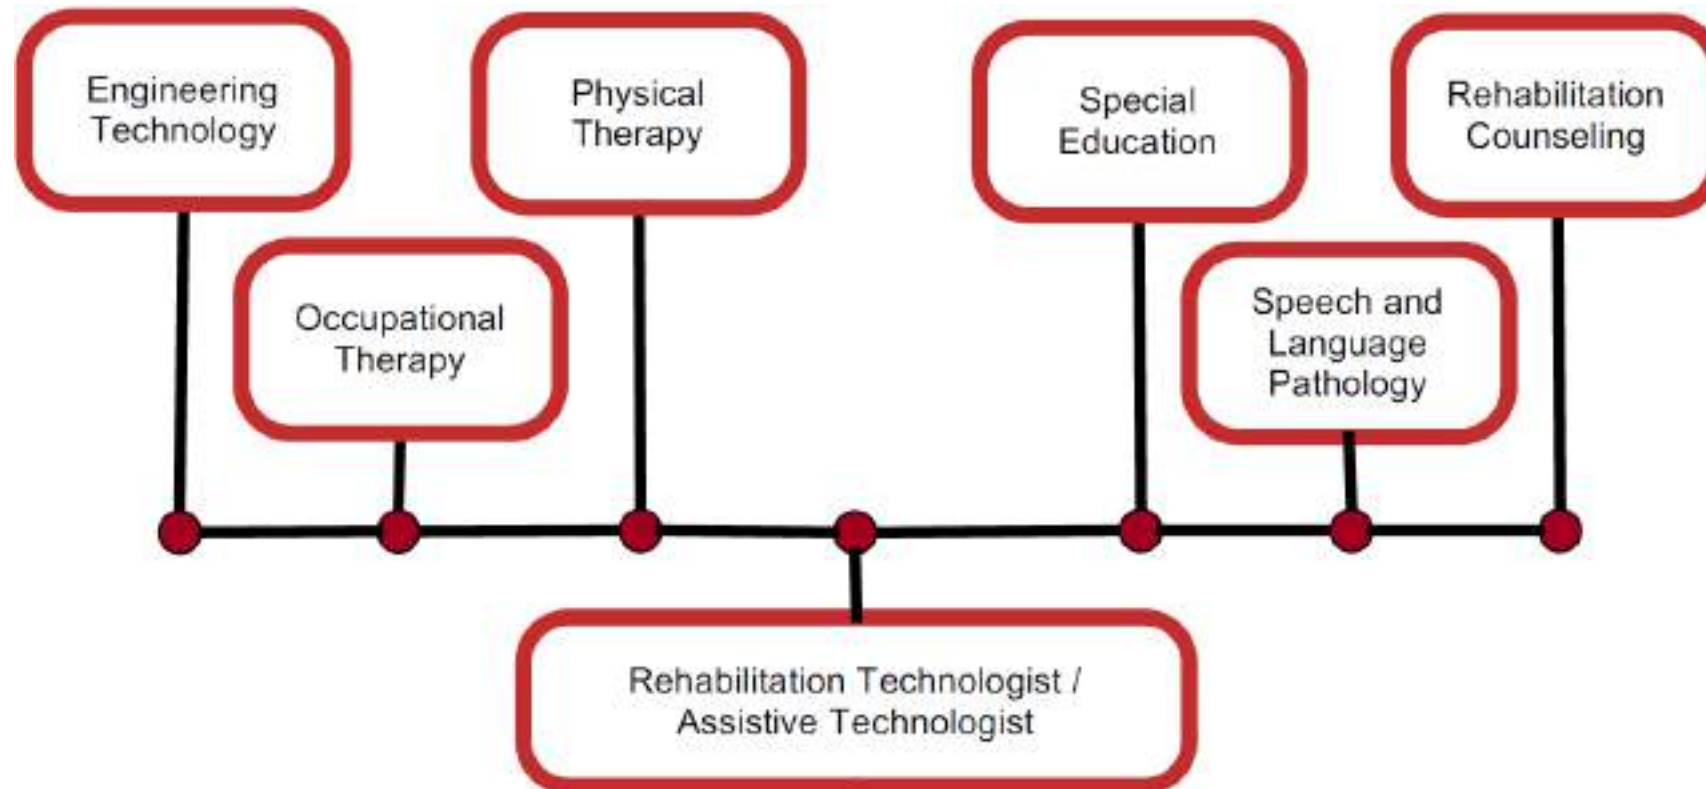 Engineering
Technology
Physical
Therapy
Special
Education
Rehabilitation
Counseling
Occupational
Therapy
Speech and
Language
Pathology
Rehabilitation Technologist /
Assistive Technologist